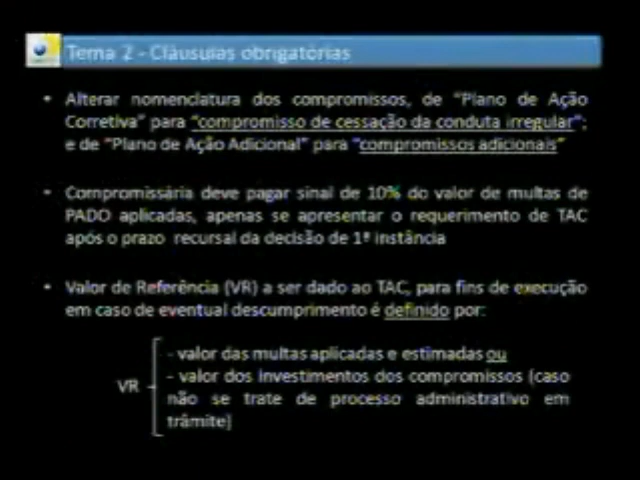 Tema 2 - Cláusulas obrigatórias
• Alterar nomenclatura dos compromissos, de "Plano de Ação
Corretiva" para "compromisso de cessação da conduta irregular";
e de "Plano de Ação Adicional" para "compromissos adicionais"
• Compromissária deve pagar sinal de 10% do valor de multas de
PADO aplicadas, apenas se apresentar o requerimento de TAC
após o prazo recursal da decisão de 1ª instância
• Valor de Referência (VR) a ser dado ao TAC, para fins de execução
em caso de eventual descumprimento é definido por:
- valor das multas aplicadas e estimadas ou
VR
- valor dos investimentos dos compromissos (caso
não se trate de processo administrativo em
trâmite)